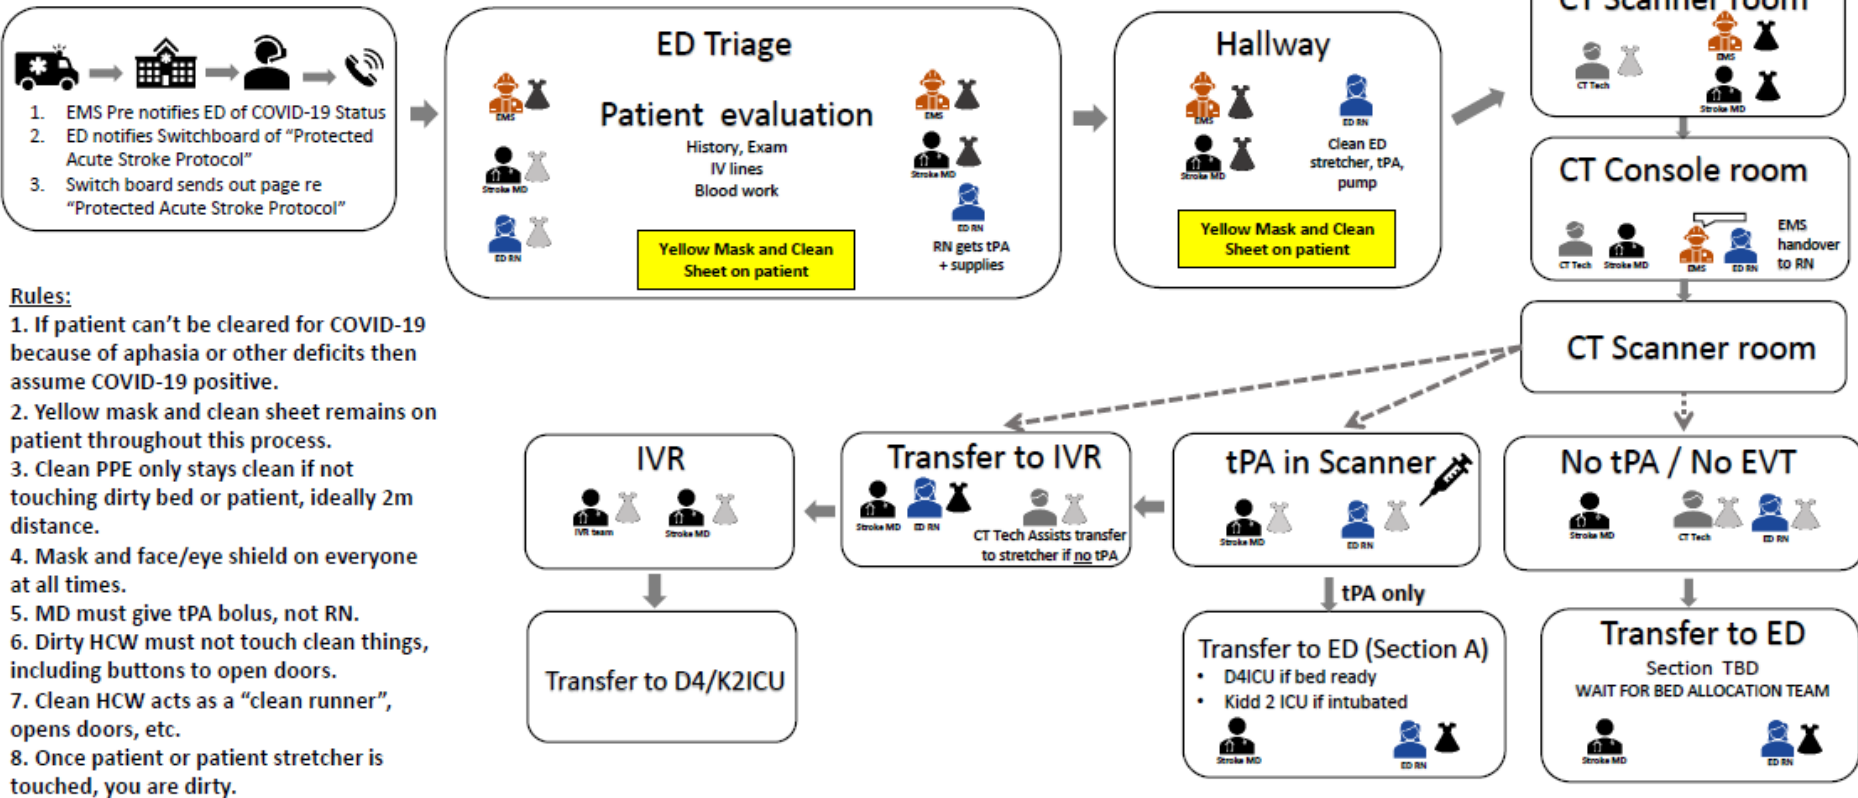 1. EMS Pre notifies ED of COVID-19 Status
2. ED notifies Switchboard of “Protected
Acute Stroke Protocol”
3. Switch board sends out page re
“Protected Acute Stroke Protocol”
ED Triage
EMS
Stroke MD
ED RN
Patient evaluation
History, Exam
IV lines
Blood work
Yellow Mask and Clean
Sheet on patient
EMS
Stroke MD
ED RN
RN gets tPA
+ supplies
Hallway
EMS
Stroke MD
ED RN
Clean ED
stretcher, tPA,
pump
Yellow Mask and Clean
Sheet on patient
CT Scanner room
CT Tech
EMS
Stroke MD
CT Console room
CT Tech
Stroke MD
EMS
ED RN
EMS
handover
to RN
CT Scanner room
Rules:
1. If patient can’t be cleared for COVID-19
because of aphasia or other deficits then
assume COVID-19 positive.
2. Yellow mask and clean sheet remains on
patient throughout this process.
3. Clean PPE only stays clean if not
touching dirty bed or patient, ideally 2m
distance.
4. Mask and face/eye shield on everyone
at all times.
5. MD must give tPA bolus, not RN.
6. Dirty HCW must not touch clean things,
including buttons to open doors.
7. Clean HCW acts as a “clean runner”,
opens doors, etc.
8. Once patient or patient stretcher is
touched, you are dirty.
IVR
IVR team
Stroke MD
Transfer to IVR
Stroke MD
ED RN
CT Tech Assists transfer
to stretcher if no tPA
tPA in Scanner
Stroke MD
ED RN
No tPA / No EVT
Stroke MD
CT Tech
ED RN
tPA only
Transfer to D4/K2ICU
Transfer to ED (Section A)
• D4ICU if bed ready
• Kidd 2 ICU if intubated
Stroke MD
ED RN
Transfer to ED
Section TBD
WAIT FOR BED ALLOCATION TEAM
Stroke MD
ED RN